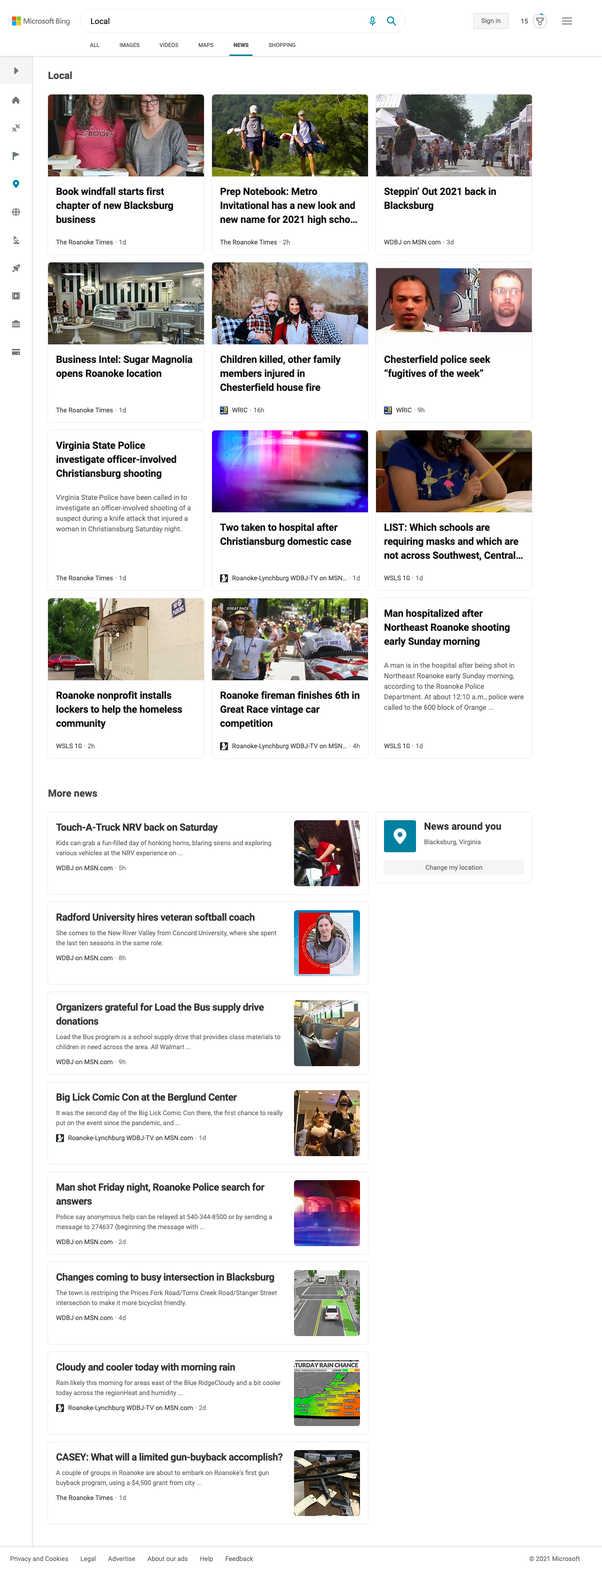 Microsoft Bing
Local
Sign in
15
ALL IMAGES VIDEOS MAPS NEWS SHOPPING
Local
Book windfall starts first
chapter of new Blacksburg
business
The Roanoke Times · 1d
Prep Notebook: Metro
Invitational has a new look and
new name for 2021 high scho...
The Roanoke Times · 2h
Steppin' Out 2021 back in
Blacksburg
WDBJ on MSN.com · 3d
Business Intel: Sugar Magnolia
opens Roanoke location
The Roanoke Times · 1d
Children killed, other family
members injured in
Chesterfield house fire
WRIC · 16h
Chesterfield police seek
“fugitives of the week”
WRIC · 9h
Virginia State Police
investigate officer-involved
Christiansburg shooting
Virginia State Police have been called in to
investigate an officer-involved shooting of a
suspect during a knife attack that injured a
woman in Christiansburg Saturday night.
The Roanoke Times · 1d
Two taken to hospital after
Christiansburg domestic case
Roanoke-Lynchburg WDBJ-TV on MSN... · 1d
LIST: Which schools are
requiring masks and which are
not across Southwest, Central...
WSLS 10 · 1d
Roanoke nonprofit installs
lockers to help the homeless
community
WSLS 10 · 2h
GREAT RACE
Roanoke fireman finishes 6th in
Great Race vintage car
competition
Roanoke-Lynchburg WDBJ-TV on MSN... · 4h
Man hospitalized after
Northeast Roanoke shooting
early Sunday morning
A man is in the hospital after being shot in
Northeast Roanoke early Sunday morning,
according to the Roanoke Police
Department. At about 12:10 a.m., police were
called to the 600 block of Orange ...
WSLS 10 · 1d
More news
Touch-A-Truck NRV back on Saturday
Kids can grab a fun-filled day of honking horns, blaring sirens and exploring
various vehicles at the NRV experience on ...
WDBJ on MSN.com · 5h
News around you
Blacksburg, Virginia
Change my location
Radford University hires veteran softball coach
She comes to the New River Valley from Concord University, where she spent
the last ten seasons in the same role.
WDBJ on MSN.com · 8h
Organizers grateful for Load the Bus supply drive
donations
Load the Bus program is a school supply drive that provides class materials to
children in need across the area. All Walmart ...
WDBJ on MSN.com · 9h
Big Lick Comic Con at the Berglund Center
It was the second day of the Big Lick Comic Con there, the first chance to really
put on the event since the pandemic, and ...
Roanoke-Lynchburg WDBJ-TV on MSN.com · 1d
Man shot Friday night, Roanoke Police search for
answers
Police say anonymous help can be relayed at 540-344-8500 or by sending a
message to 274637 (beginning the message with ...
WDBJ on MSN.com · 2d
Changes coming to busy intersection in Blacksburg
The town is restriping the Prices Fork Road/Toms Creek Road/Stanger Street
intersection to make it more bicyclist friendly.
WDBJ on MSN.com · 4d
Cloudy and cooler today with morning rain
Rain likely this morning for areas east of the Blue RidgeCloudy and a bit cooler
today across the regionHeat and humidity ...
Roanoke-Lynchburg WDBJ-TV on MSN.com · 2d
TURDAY RAIN CHANCE
CASEY: What will a limited gun-buyback accomplish?
A couple of groups in Roanoke are about to embark on Roanoke's first gun
buyback program, using a $4,500 grant from city ...
The Roanoke Times · 1d
Privacy and Cookies Legal Advertise About our ads Help Feedback © 2021 Microsoft